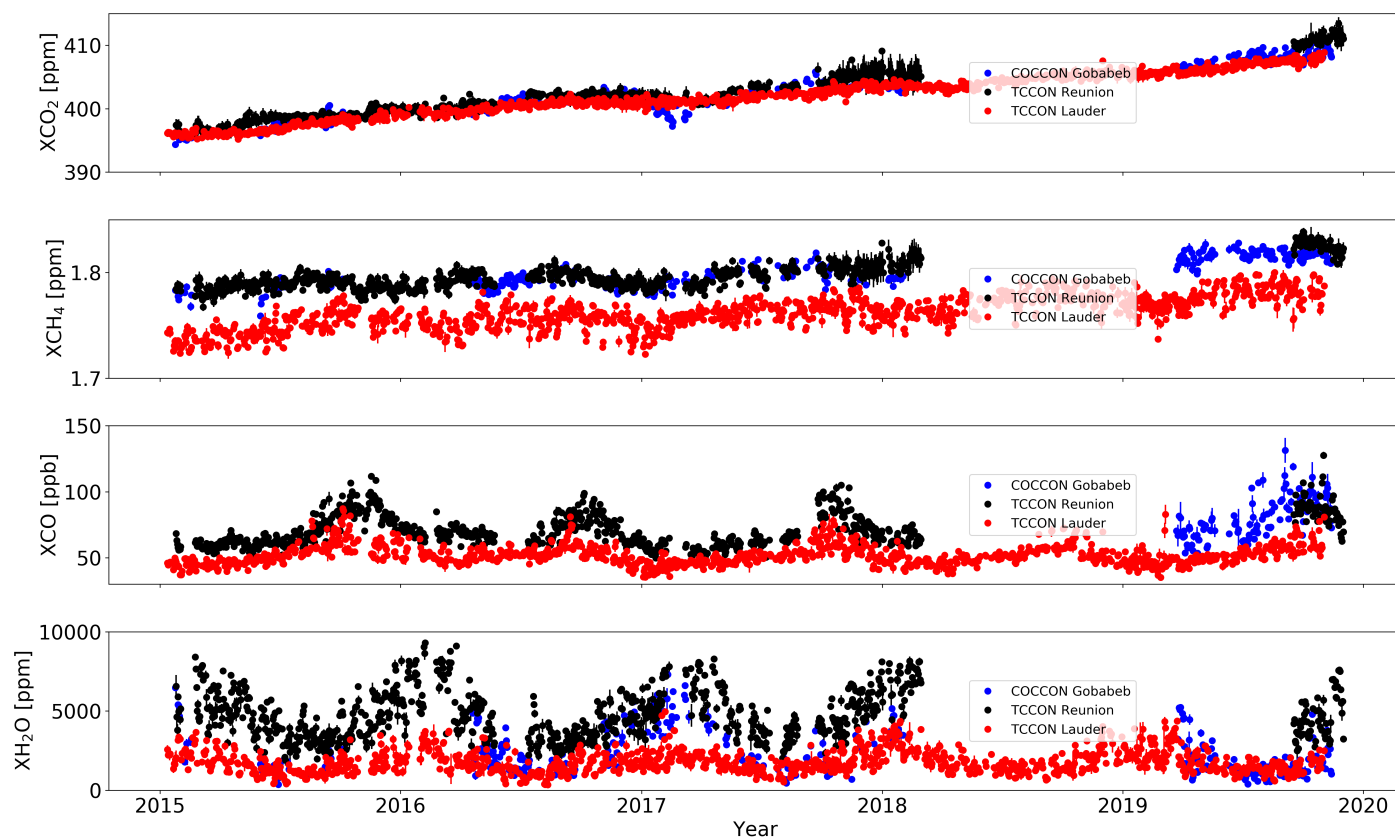 XCO₂ [ppm]
410
400
390
COCCON Gobabeb
TCCON Reunion
TCCON Lauder
XCH₄ [ppm]
1.8
1.7
COCCON Gobabeb
TCCON Reunion
TCCON Lauder
XCO [ppb]
150
100
50
COCCON Gobabeb
TCCON Reunion
TCCON Lauder
XH₂O [ppm]
10000
5000
0
COCCON Gobabeb
TCCON Reunion
TCCON Lauder
2015 2016 2017 2018 2019 2020
Year